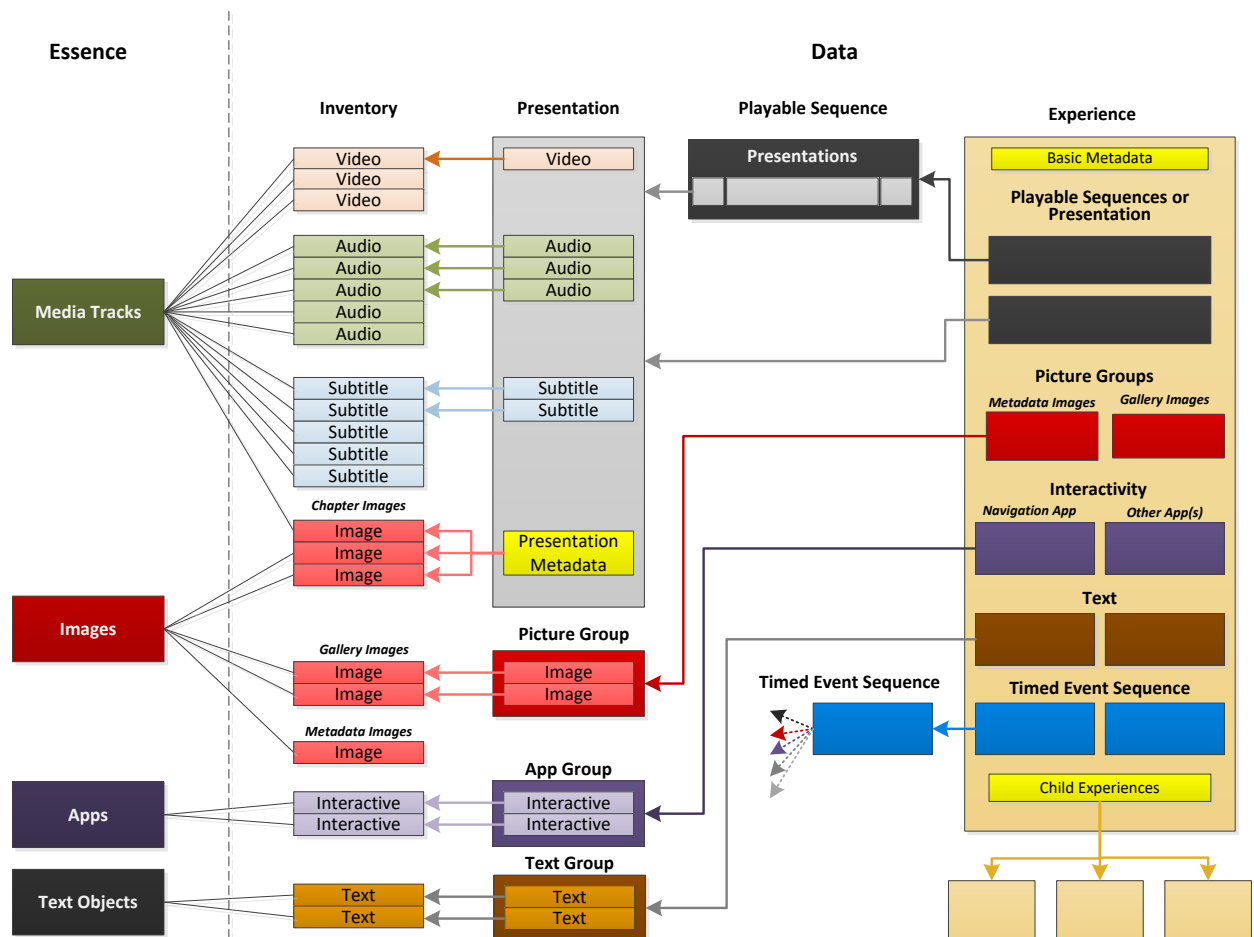 Essence
Data
Inventory
Presentation
Playable Sequence
Experience
Video
Video
Video
Video
Presentations
Basic Metadata
Playable Sequences or
Presentation
Audio
Audio
Audio
Audio
Audio
Audio
Audio
Audio
Media Tracks
Subtitle
Subtitle
Subtitle
Subtitle
Subtitle
Subtitle
Subtitle
Picture Groups
Metadata Images
Gallery Images
Chapter Images
Image
Image
Image
Presentation
Metadata
Interactivity
Navigation App
Other App(s)
Images
Text
Picture Group
Gallery Images
Image
Image
Image
Image
Metadata Images
Image
Timed Event Sequence
Timed Event Sequence
App Group
Apps
Interactive
Interactive
Interactive
Interactive
Child Experiences
Text Group
Text Objects
Text
Text
Text
Text